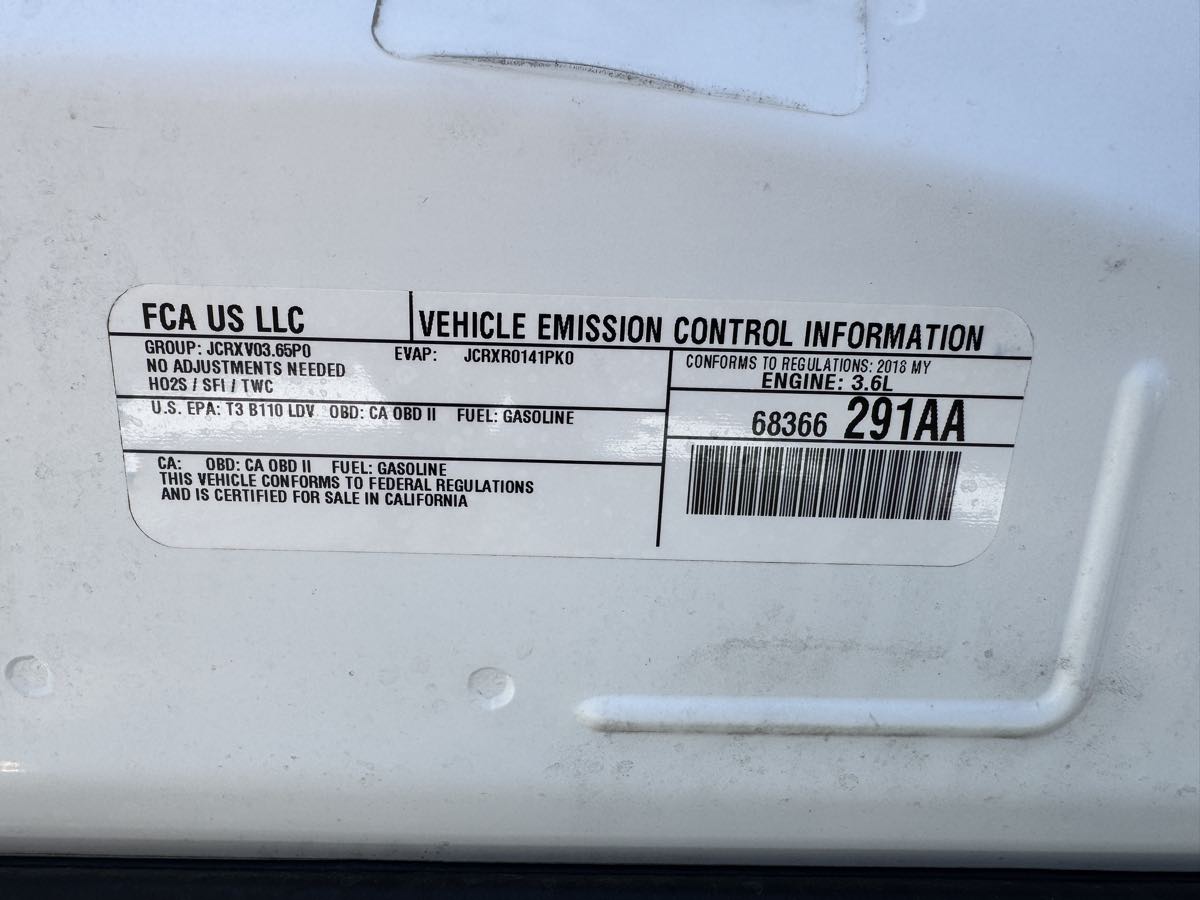 FCA US LLC
VEHICLE EMISSION CONTROL INFORMATION
GROUP: JCRXV03.65P0 EVAP: JCRXR0141PK0
NO ADJUSTMENTS NEEDED
HO2S / SFI / TWC
CONFORMS TO REGULATIONS: 2018 MY
ENGINE: 3.6L
U.S. EPA: T3 B110 LDV OBD: CA OBD II FUEL: GASOLINE
68366 291AA
CA: OBD: CA OBD II FUEL: GASOLINE
THIS VEHICLE CONFORMS TO FEDERAL REGULATIONS
AND IS CERTIFIED FOR SALE IN CALIFORNIA